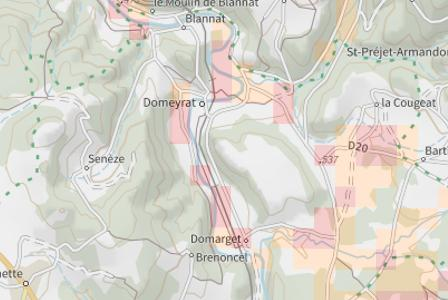 le Moulin de Blannat
Blannat
St-Préjet-Armandon
Domeyrat
la Cougeat
D20
537
Senèze
Domarget
Brenoncel